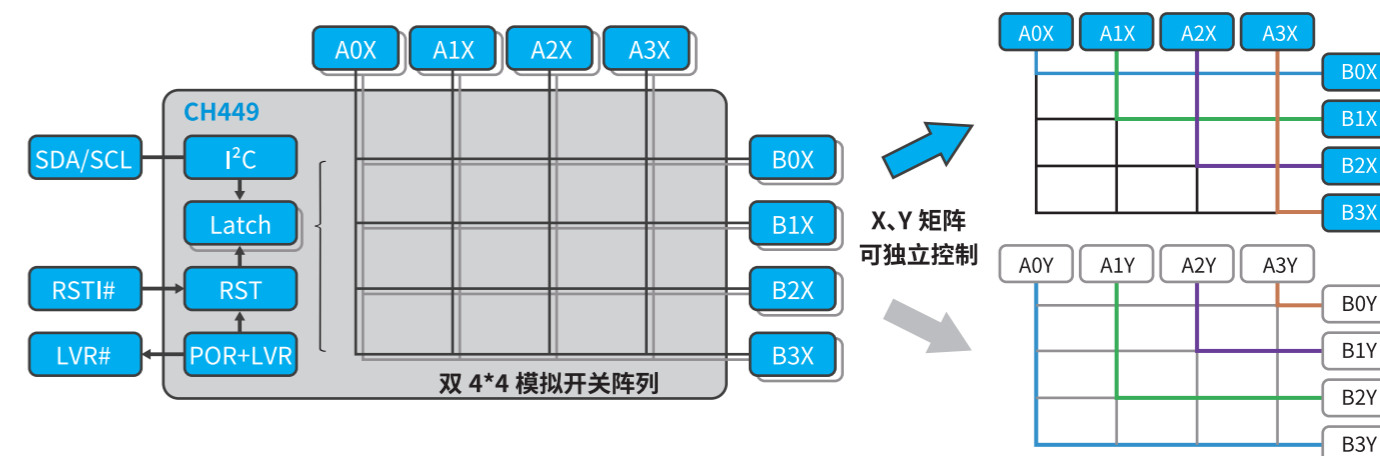 A0X A1X A2X A3X
CH449
SDA/SCL
I²C
Latch
RSTI#
RST
LVR#
POR+LVR
B0X
B1X
B2X
B3X
双 4*4 模拟开关阵列
X、Y 矩阵
可独立控制
A0X A1X A2X A3X
B0X
B1X
B2X
B3X
A0Y A1Y A2Y A3Y
B0Y
B1Y
B2Y
B3Y